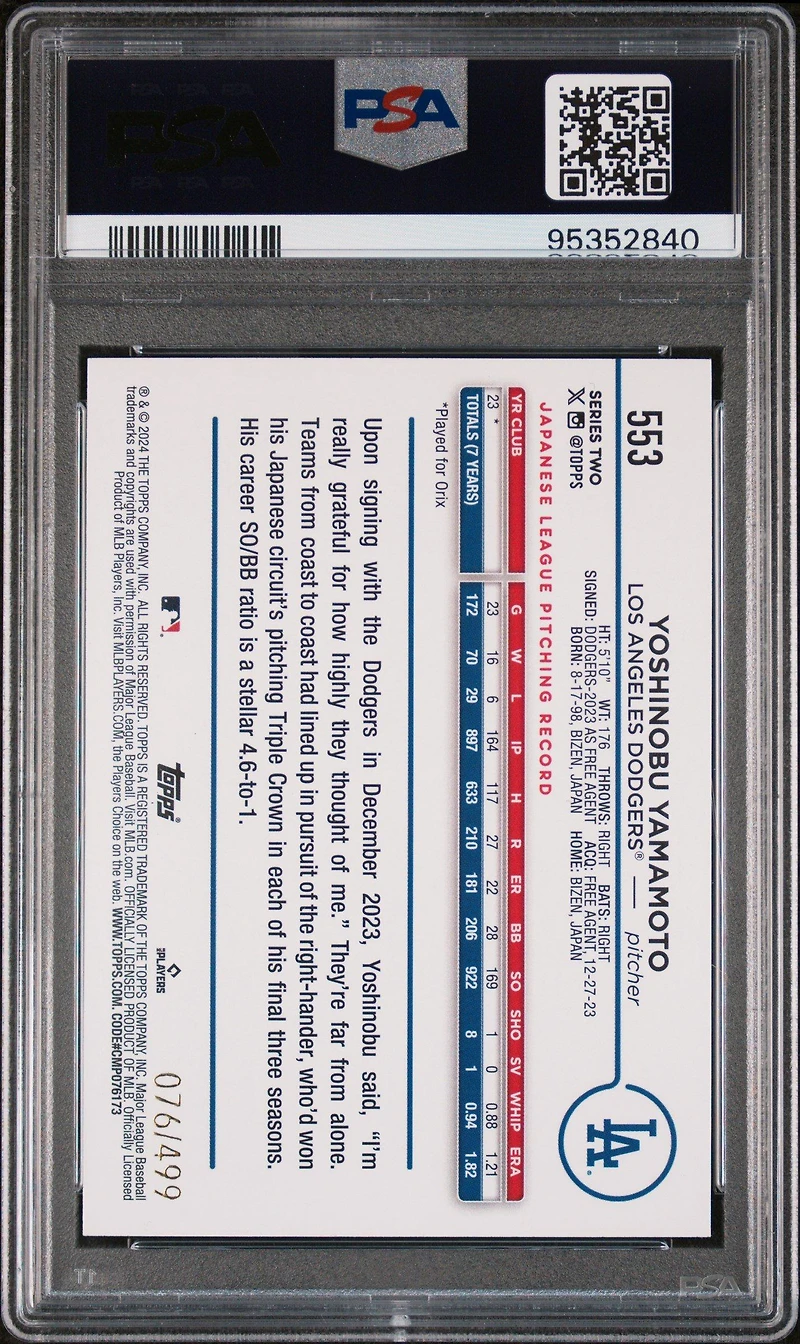 PSA
95352840
553
YOSHINOBU YAMAMOTO
LOS ANGELES DODGERS® — pitcher
SERIES TWO
@TOPPS
HT: 5'10" WT: 176 THROWS: RIGHT BATS: RIGHT
SIGNED: DODGERS-2023 AS FREE AGENT ACQ: FREE AGENT, 12-27-23
BORN: 8-17-98, BIZEN, JAPAN HOME: BIZEN, JAPAN
LA
JAPANESE LEAGUE PITCHING RECORD
YR CLUB G W L IP H R ER BB SO SHO SV WHIP ERA
23 * 23 16 6 164 117 27 22 28 169 1 0 0.88 1.21
TOTALS (7 YEARS) 172 70 29 897 633 210 181 206 922 8 1 0.94 1.82
*Played for Orix
Upon signing with the Dodgers in December 2023, Yoshinobu said, “I’m
really grateful for how highly they thought of me.” They’re far from alone.
Teams from coast to coast had lined up in pursuit of the right-hander, who’d won
his Japanese circuit’s pitching Triple Crown in each of his final three seasons.
His career SO/BB ratio is a stellar 4.6-to-1.
topps
PLAYERS
076/499
® & © 2024 THE TOPPS COMPANY, INC. ALL RIGHTS RESERVED. TOPPS IS A REGISTERED TRADEMARK OF THE TOPPS COMPANY, INC. Major League Baseball
trademarks and copyrights are used with permission of Major League Baseball. Visit MLB.com. OFFICIALLY LICENSED PRODUCT OF MLB Officially Licensed
Product of MLB Players, Inc. Visit MLBPLAYERS.COM, the Players Choice on the web. WWW.TOPPS.COM. CODE#CMP076173
PSA